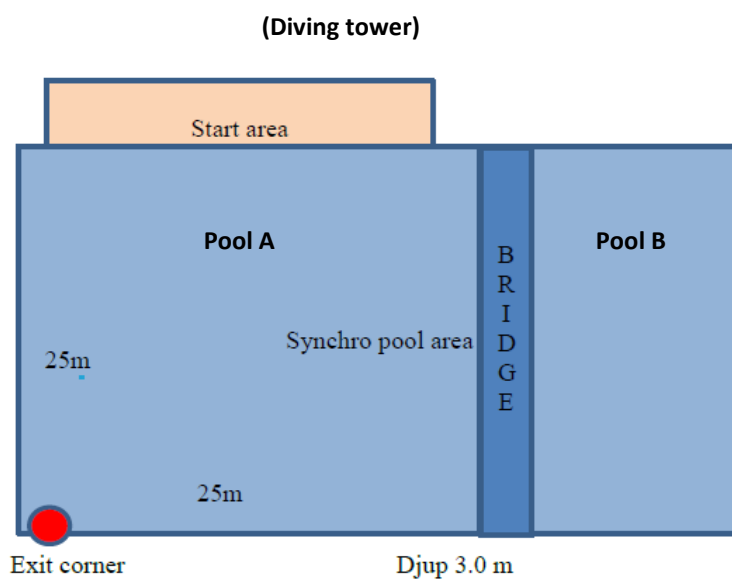 (Diving tower)
Start area
Pool A
Pool B
B
R
I
D
G
E
Synchro pool area
25m
25m
Exit corner
Djup 3.0 m